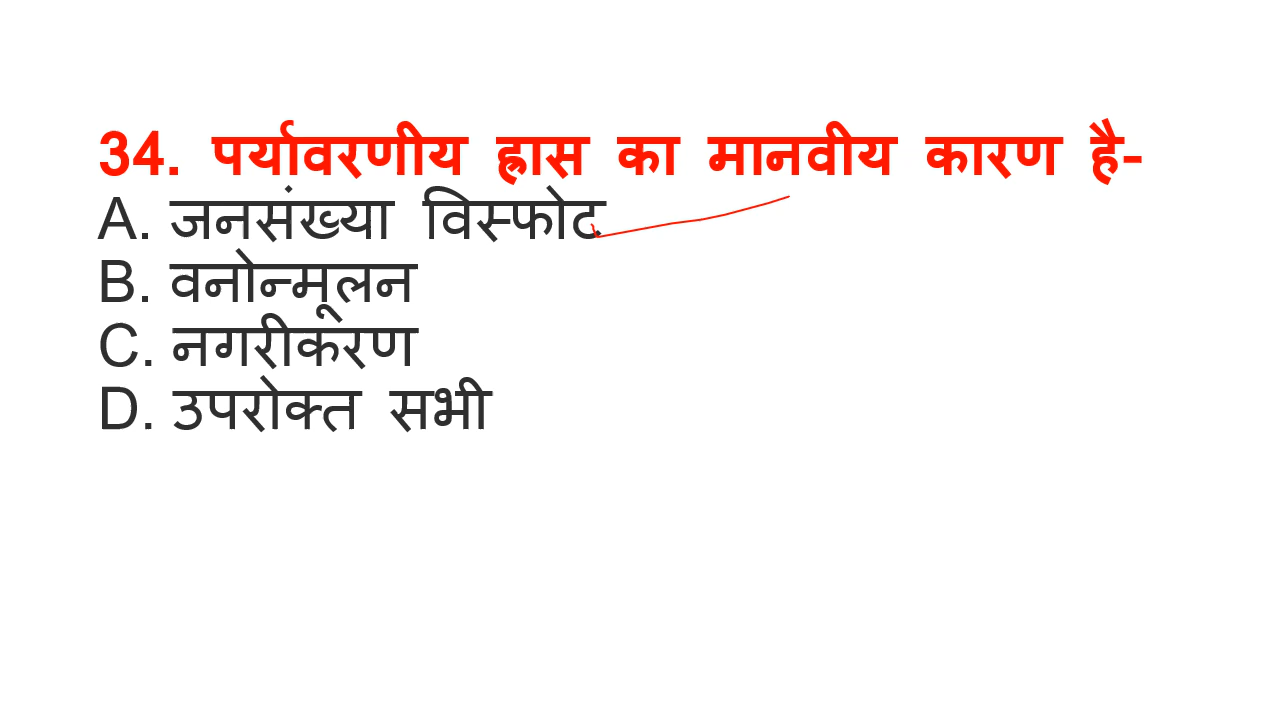 34. पर्यावरणीय ह्रास का मानवीय कारण है-
A. जनसंख्या विस्फोट
B. वनोन्मूलन
C. नगरीकरण
D. उपरोक्त सभी